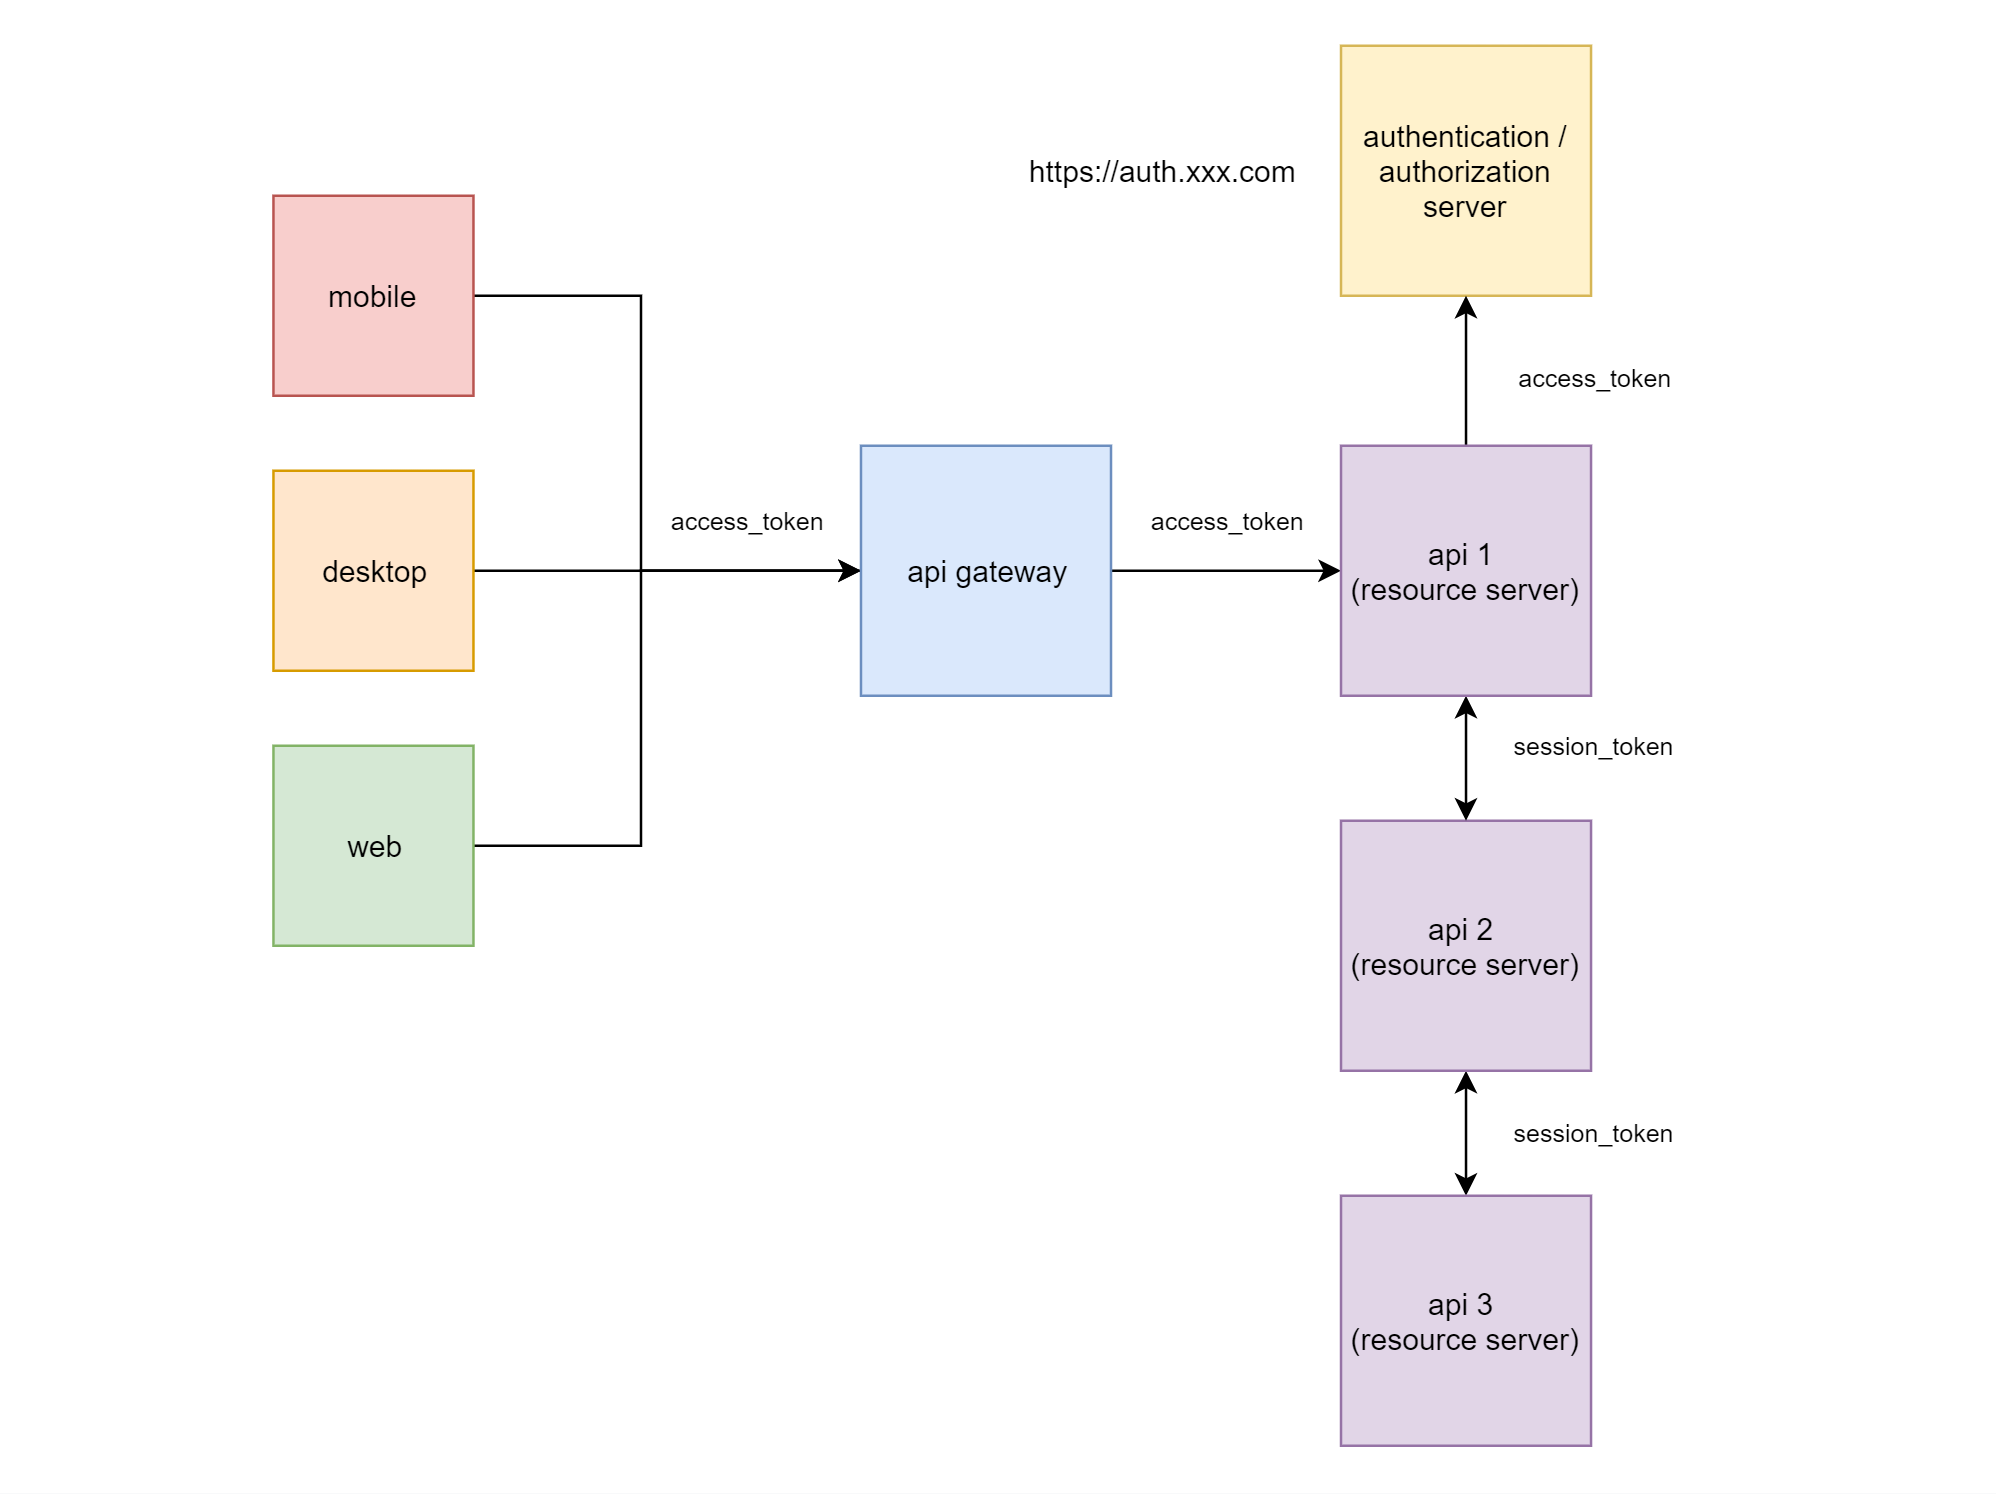 authentication /
authorization
server
https://auth.xxx.com
mobile
access_token
desktop
access_token
api gateway
access_token
api 1
(resource server)
session_token
web
api 2
(resource server)
session_token
api 3
(resource server)